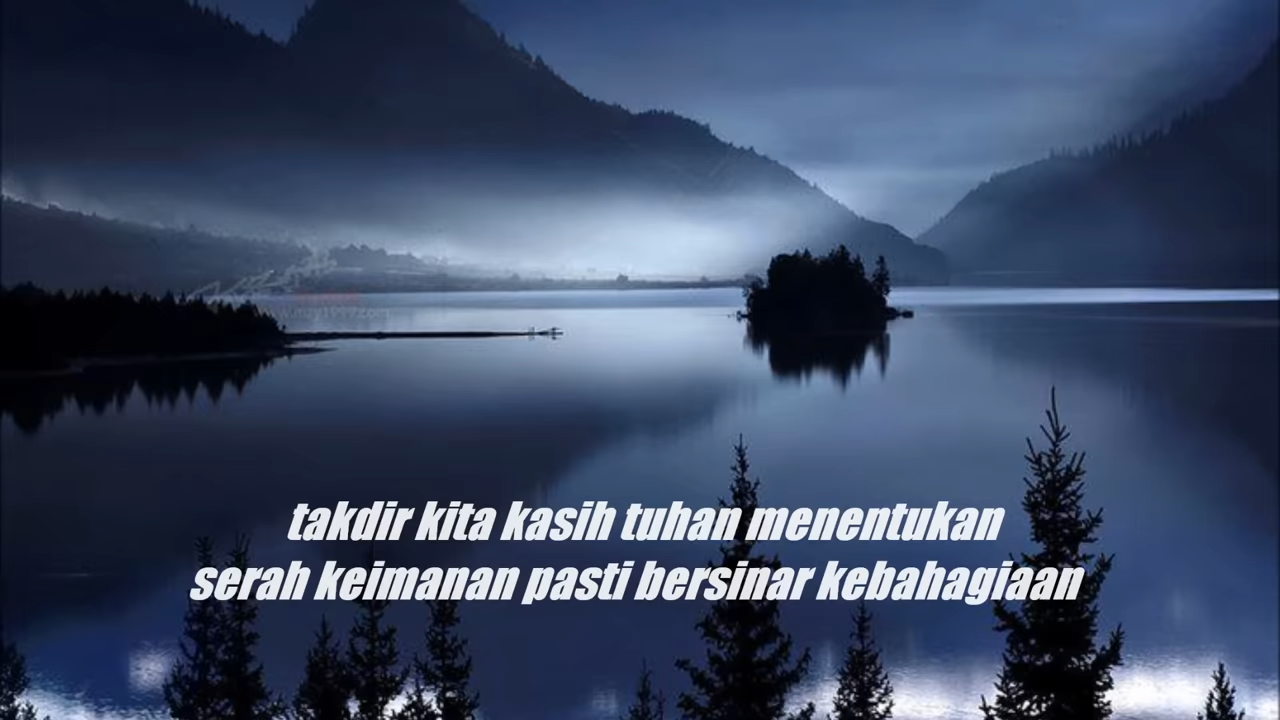 takdir kita kasih tuhan menentukan
serah keimanan pasti bersinar kebahagiaan